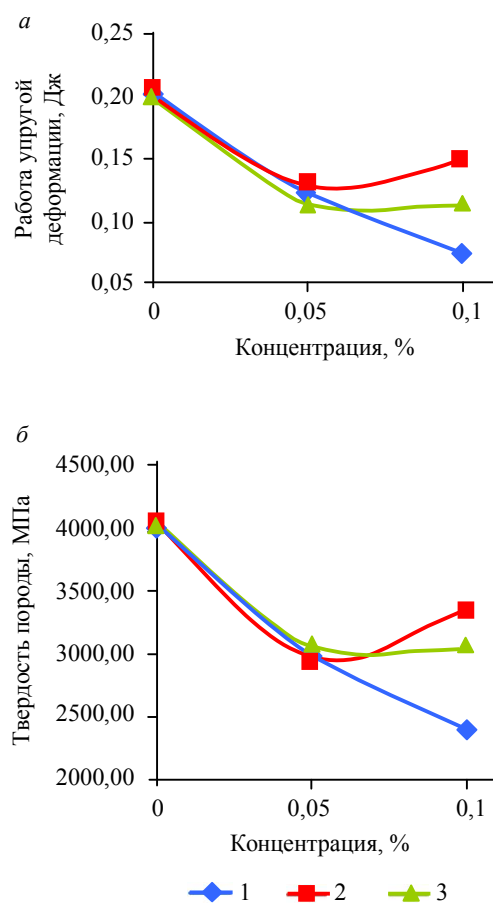 а
Работа упругой
деформации, Дж
0,25
0,20
0,15
0,10
0,05
0 0,05 0,1
Концентрация, %
б
Твердость породы, МПа
4500,00
4000,00
3500,00
3000,00
2500,00
2000,00
0 0,05 0,1
Концентрация, %
1 2 3